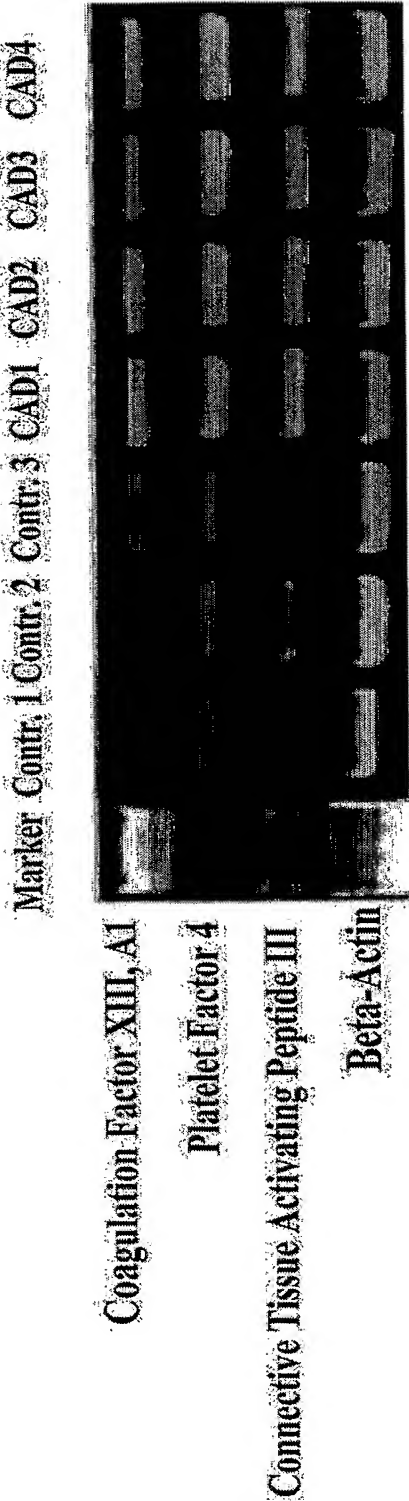 Marker Contr. 1 Contr. 2 Contr. 3 CAD1 CAD2 CAD3 CAD4
Coagulation Factor XIII, A1
Platelet Factor 4
Connective Tissue Activating Peptide III
Beta-Actin